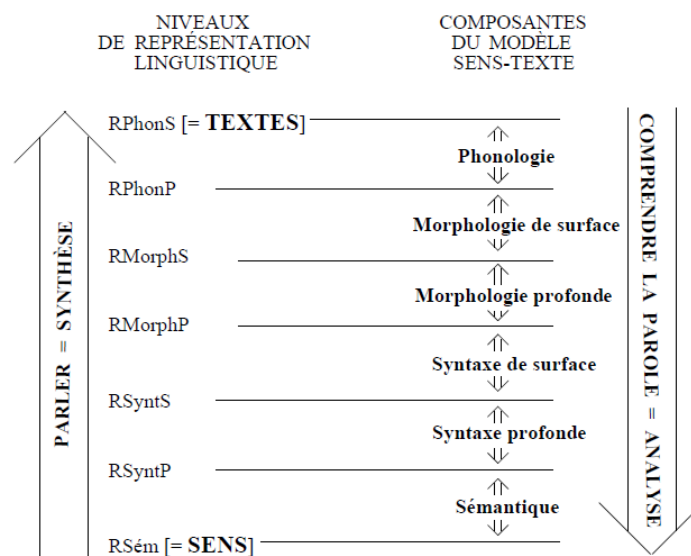 NIVEAUX
DE REPRÉSENTATION
LINGUISTIQUE
COMPOSANTES
DU MODÈLE
SENS-TEXTE
PARLER = SYNTHÈSE
RPhonS [= TEXTES]
Phonologie
RPhonP
Morphologie de surface
RMorphS
Morphologie profonde
RMorphP
Syntaxe de surface
RSyntS
Syntaxe profonde
RSyntP
Sémantique
RSém [= SENS]
COMPRENDRE LA PAROLE = ANALYSE